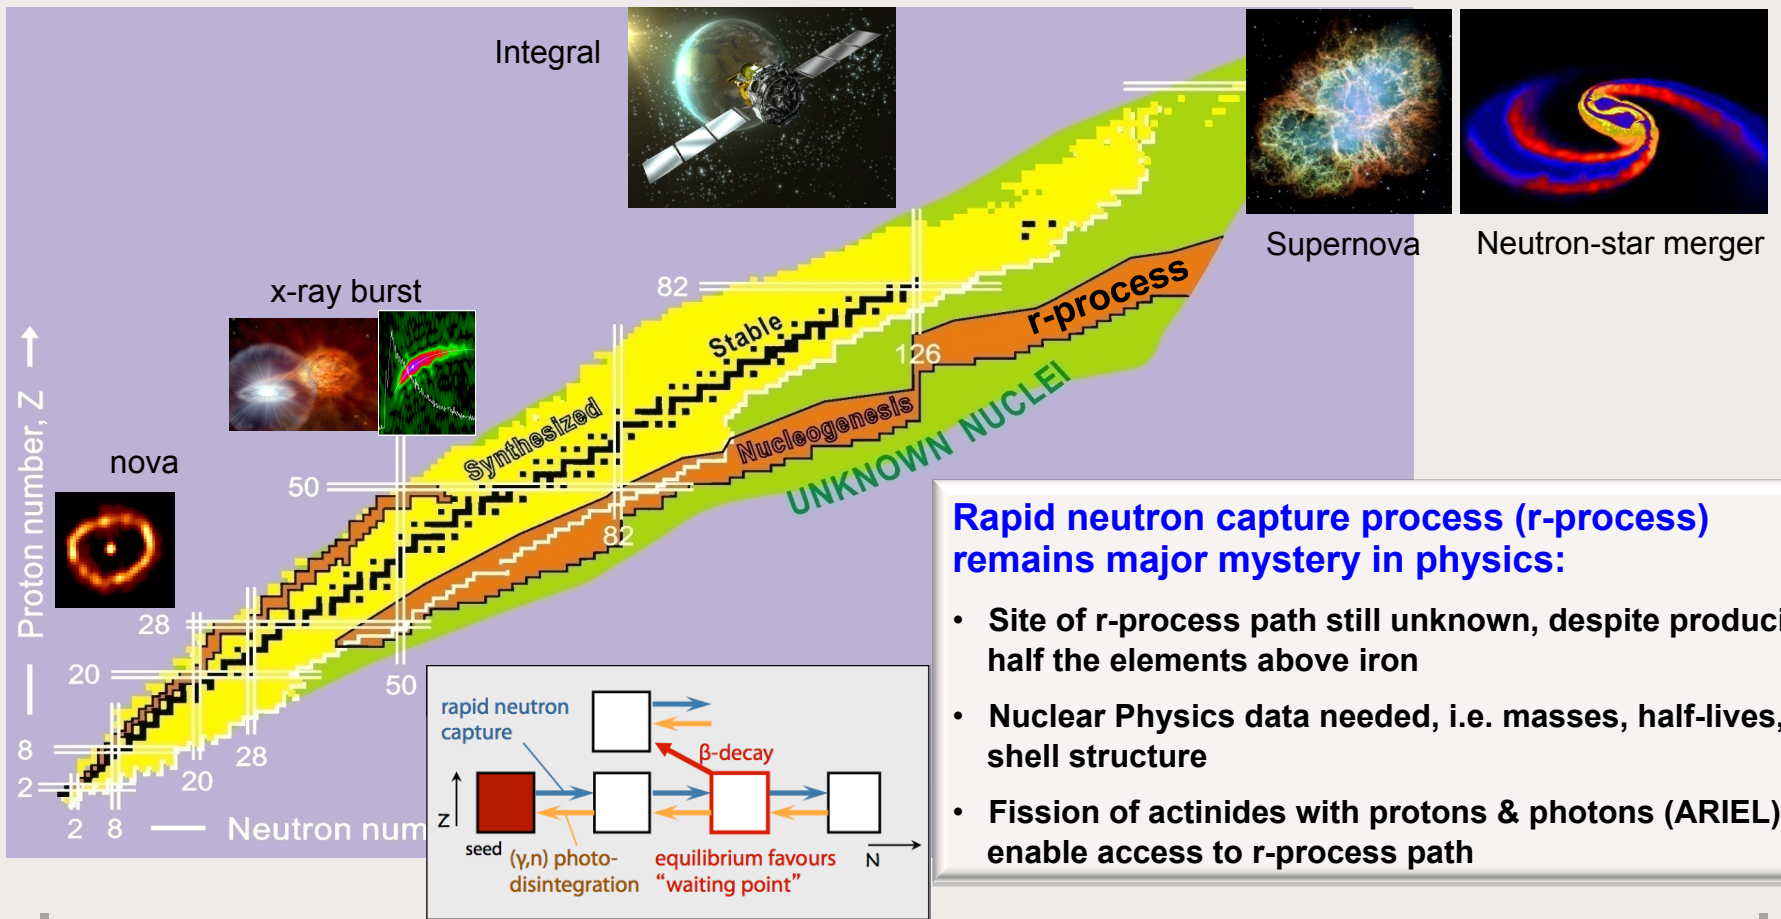 Integral
Supernova
Neutron-star merger
x-ray burst
nova
Proton number, Z
82
Stable
r-process
126
Synthesized
Nucleogenesis
UNKNOWN NUCLEI
50
82
28
20
50
8
28
20
2
2 8
Neutron num
Rapid neutron capture process (r-process)
remains major mystery in physics:
• Site of r-process path still unknown, despite produci
half the elements above iron
• Nuclear Physics data needed, i.e. masses, half-lives,
shell structure
• Fission of actinides with protons & photons (ARIEL)
enable access to r-process path
rapid neutron
capture
β-decay
Z
seed
(γ,n) photo-
disintegration
equilibrium favours
“waiting point”
N